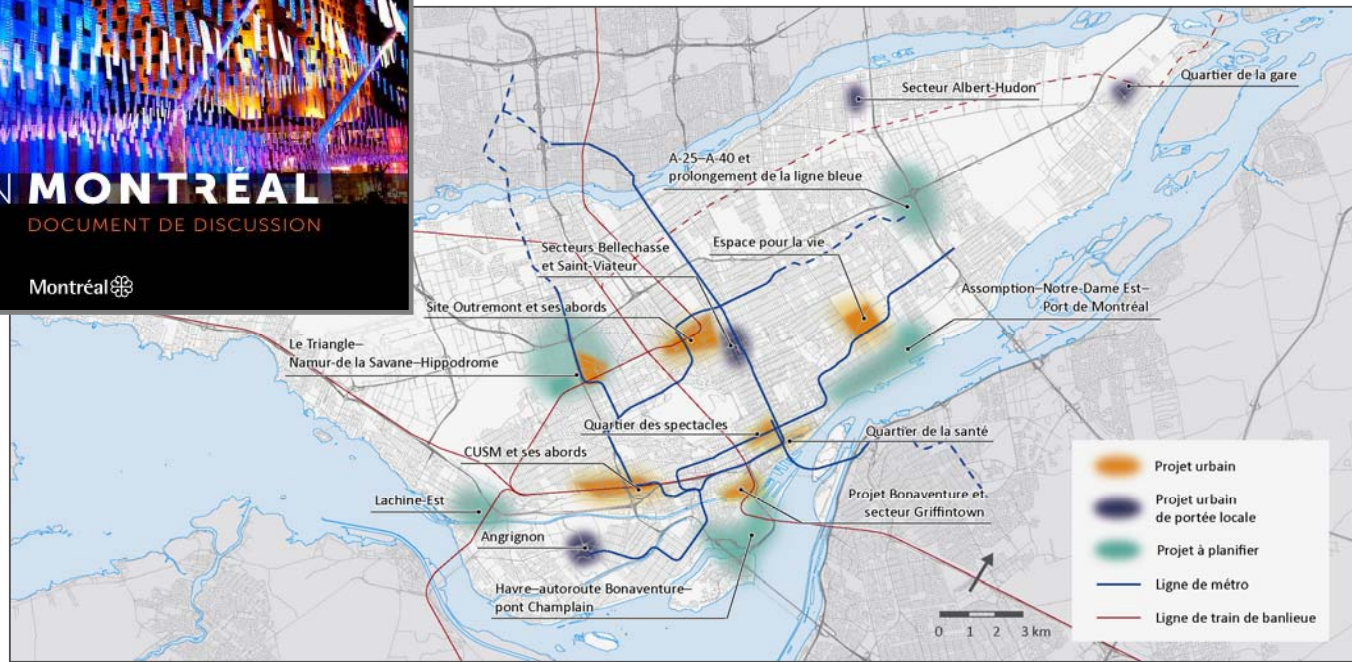 N MONTRÉAL
DOCUMENT DE DISCUSSION
Montréal
Secteur Albert-Hudon
Quartier de la gare
A-25–A-40 et
prolongement de la ligne bleue
Secteurs Bellechasse
et Saint-Viateur
Espace pour la vie
Site Outremont et ses abords
Assomption–Notre-Dame Est–
Port de Montréal
Le Triangle–
Namur-de la Savane–Hippodrome
Quartier des spectacles
Quartier de la santé
CUSM et ses abords
Lachine-Est
Projet Bonaventure et
secteur Griffintown
Angrignon
Havre–autoroute Bonaventure–
pont Champlain
0 1 2 3 km
Projet urbain
Projet urbain
de portée locale
Projet à planifier
Ligne de métro
Ligne de train de banlieue